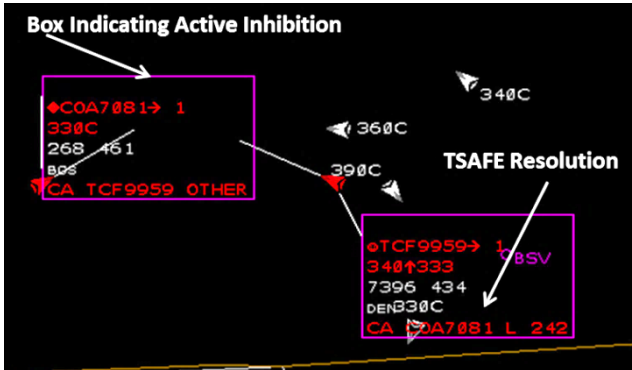 Box Indicating Active Inhibition
◆COA7081→ 1
330C
268 461
BOS
CA TCF9959 OTHER
340C
360C
390C
TSAFE Resolution
TCF9959→ 1
BSV
340↑333
7396 434
DEN330C
CA COA7081 L 242